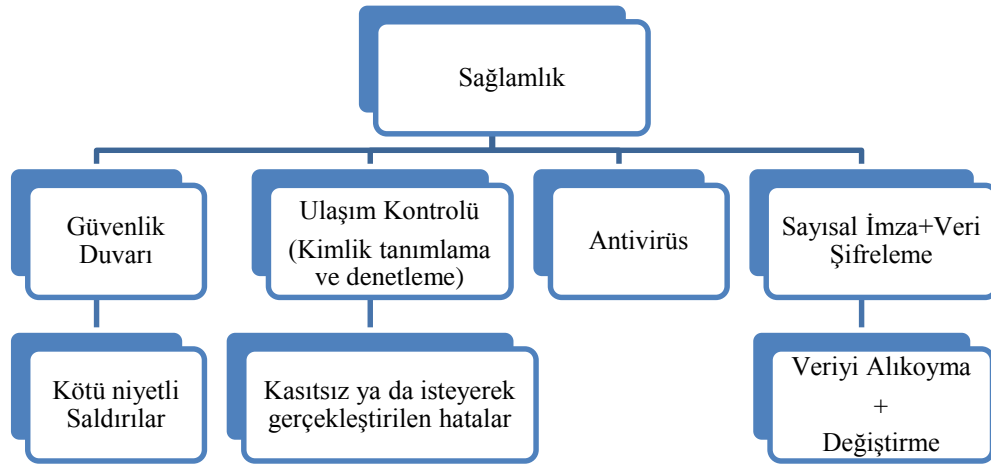 Sağlamlık
Güvenlik
Duvarı
Ulaşım Kontrolü
(Kimlik tanımlama
ve denetleme)
Antivirüs
Sayısal İmza+Veri
Şifreleme
Kötü niyetli
Saldırılar
Kasıtsız ya da isteyerek
gerçekleştirilen hatalar
Veriyi Alıkoyma
+
Değiştirme